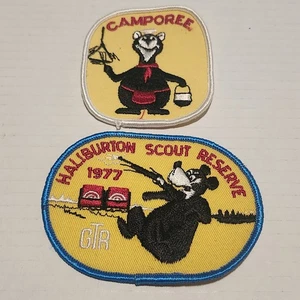 CAMPOREE
HALIBURTON SCOUT RESERVE
1977
GTR